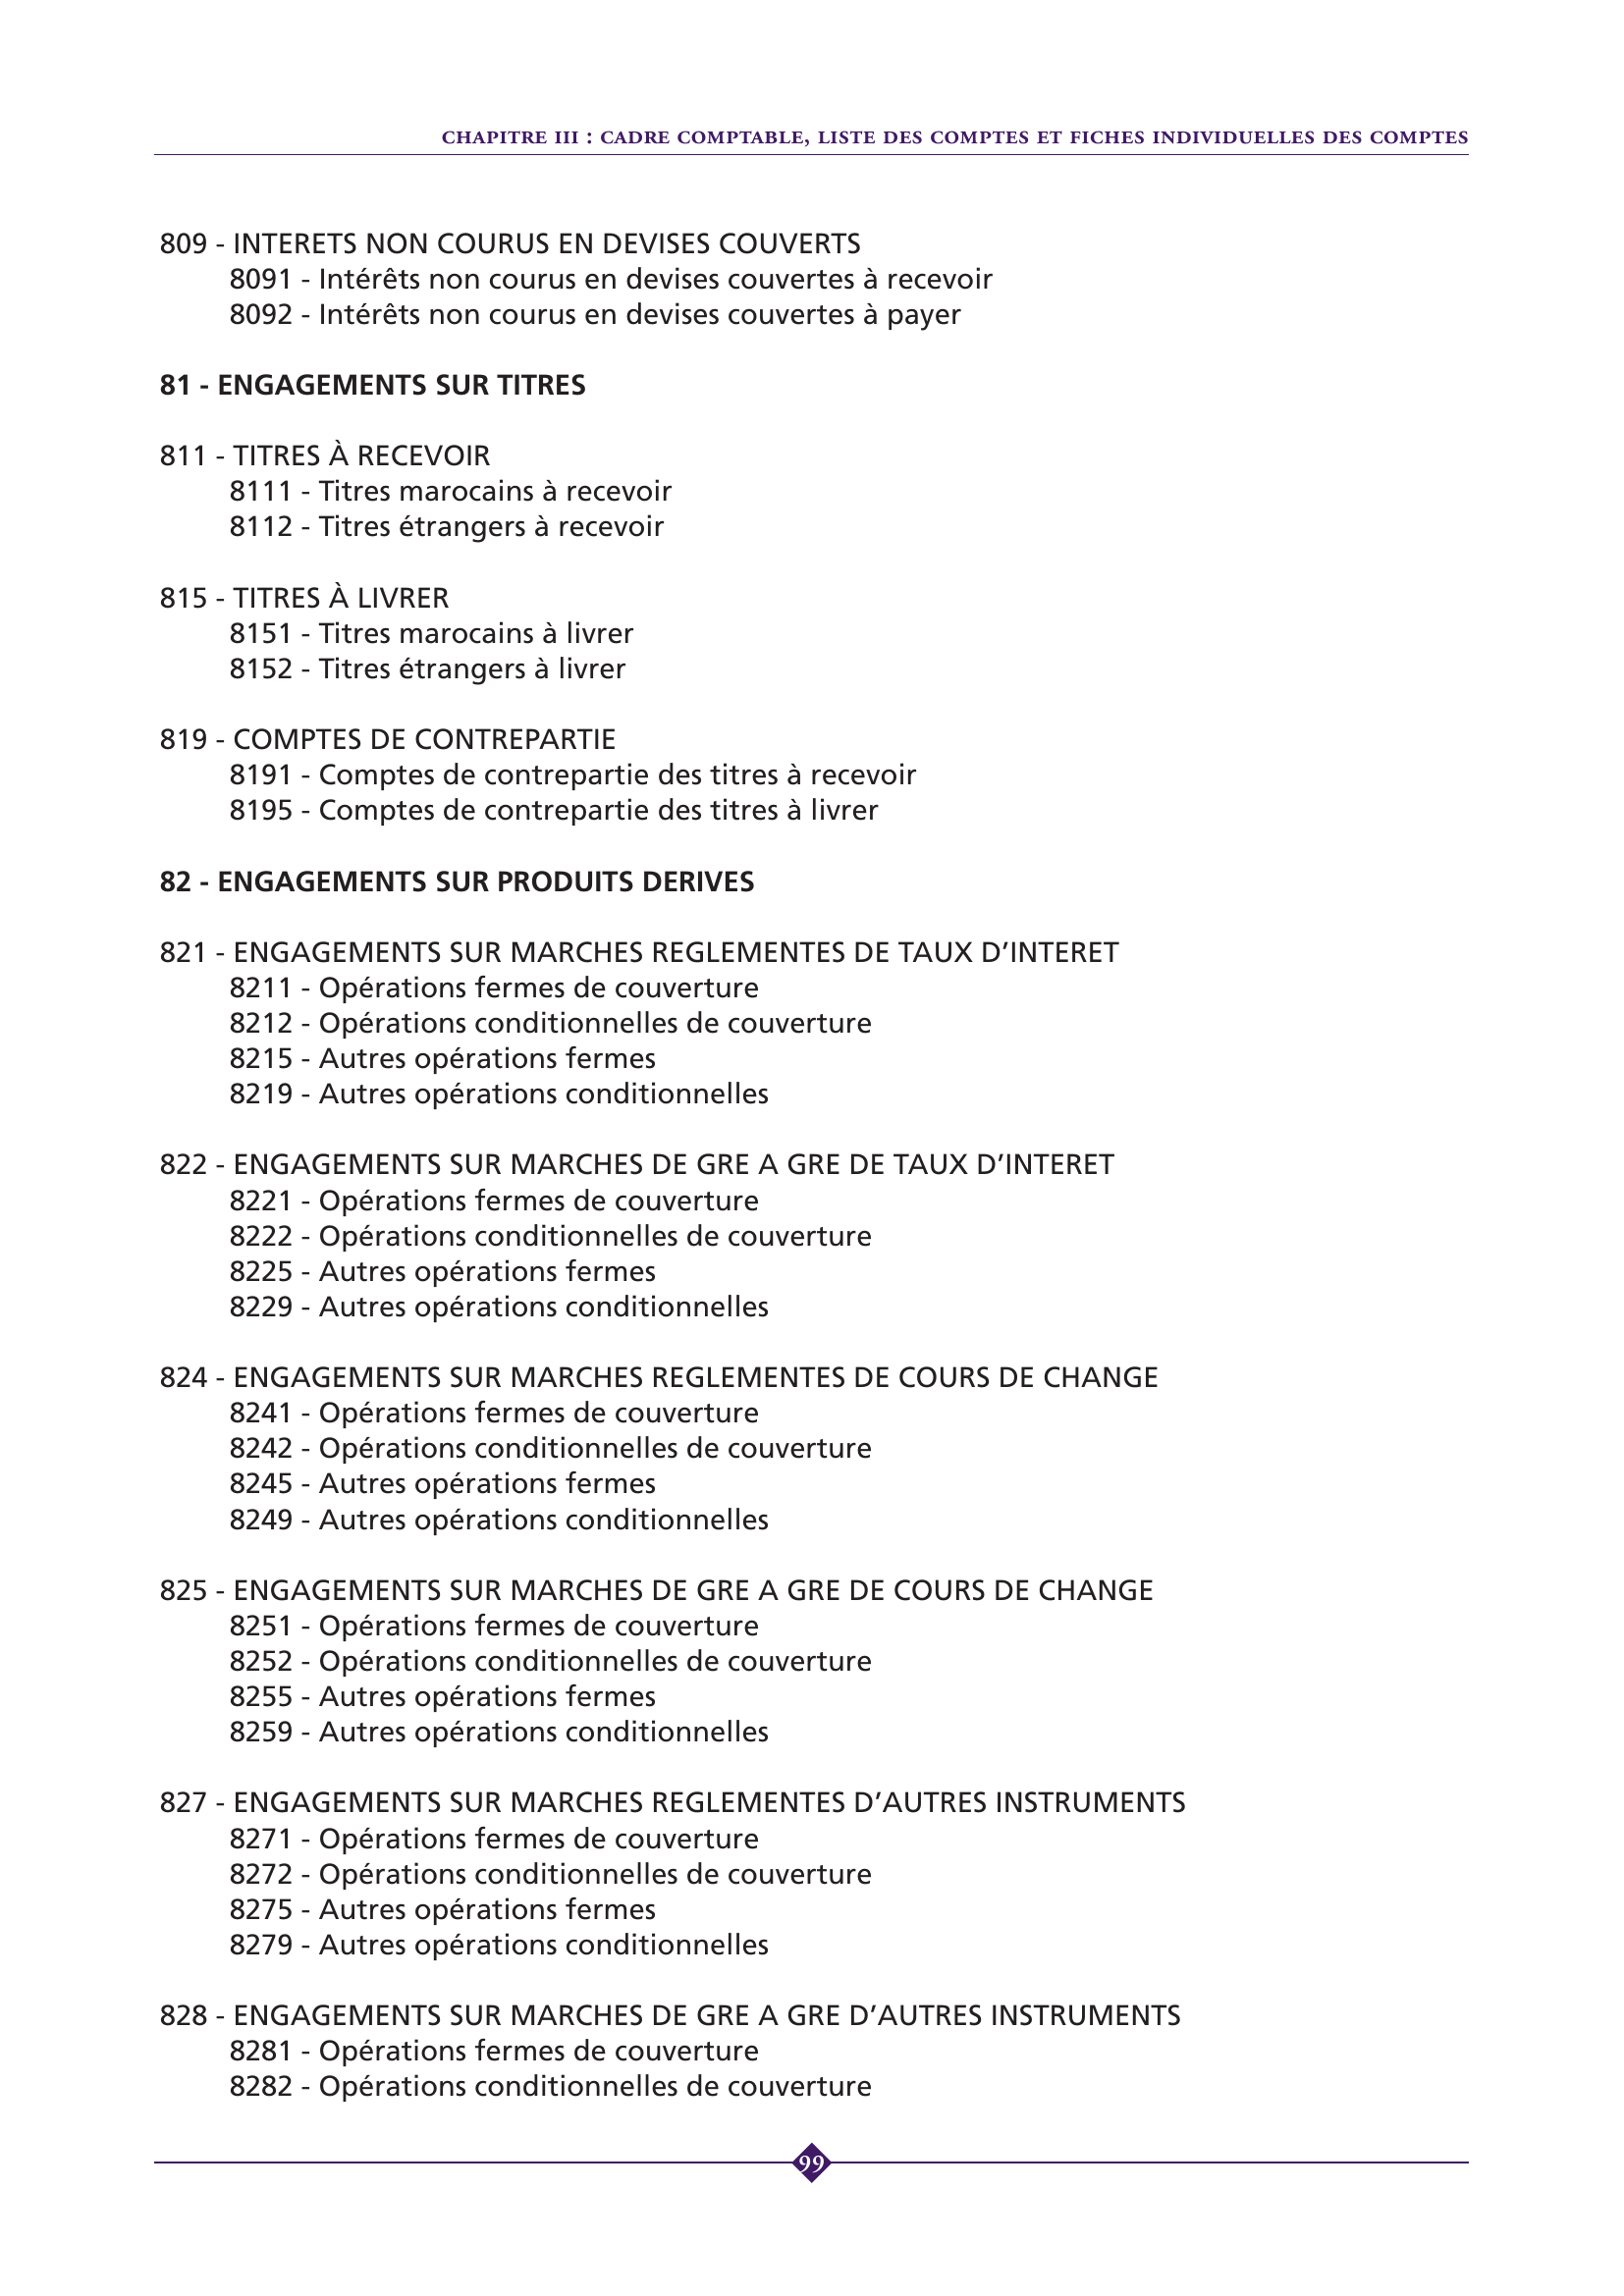 CHAPITRE III : CADRE COMPTABLE, LISTE DES COMPTES ET FICHES INDIVIDUELLES DES COMPTES
809 - INTERETS NON COURUS EN DEVISES COUVERTS
8091 - Intérêts non courus en devises couvertes à recevoir
8092 - Intérêts non courus en devises couvertes à payer
81 - ENGAGEMENTS SUR TITRES
811 - TITRES À RECEVOIR
8111 - Titres marocains à recevoir
8112 - Titres étrangers à recevoir
815 - TITRES À LIVRER
8151 - Titres marocains à livrer
8152 - Titres étrangers à livrer
819 - COMPTES DE CONTREPARTIE
8191 - Comptes de contrepartie des titres à recevoir
8195 - Comptes de contrepartie des titres à livrer
82 - ENGAGEMENTS SUR PRODUITS DERIVES
821 - ENGAGEMENTS SUR MARCHES REGLEMENTES DE TAUX D’INTERET
8211 - Opérations fermes de couverture
8212 - Opérations conditionnelles de couverture
8215 - Autres opérations fermes
8219 - Autres opérations conditionnelles
822 - ENGAGEMENTS SUR MARCHES DE GRE A GRE DE TAUX D’INTERET
8221 - Opérations fermes de couverture
8222 - Opérations conditionnelles de couverture
8225 - Autres opérations fermes
8229 - Autres opérations conditionnelles
824 - ENGAGEMENTS SUR MARCHES REGLEMENTES DE COURS DE CHANGE
8241 - Opérations fermes de couverture
8242 - Opérations conditionnelles de couverture
8245 - Autres opérations fermes
8249 - Autres opérations conditionnelles
825 - ENGAGEMENTS SUR MARCHES DE GRE A GRE DE COURS DE CHANGE
8251 - Opérations fermes de couverture
8252 - Opérations conditionnelles de couverture
8255 - Autres opérations fermes
8259 - Autres opérations conditionnelles
827 - ENGAGEMENTS SUR MARCHES REGLEMENTES D’AUTRES INSTRUMENTS
8271 - Opérations fermes de couverture
8272 - Opérations conditionnelles de couverture
8275 - Autres opérations fermes
8279 - Autres opérations conditionnelles
828 - ENGAGEMENTS SUR MARCHES DE GRE A GRE D’AUTRES INSTRUMENTS
8281 - Opérations fermes de couverture
8282 - Opérations conditionnelles de couverture
99